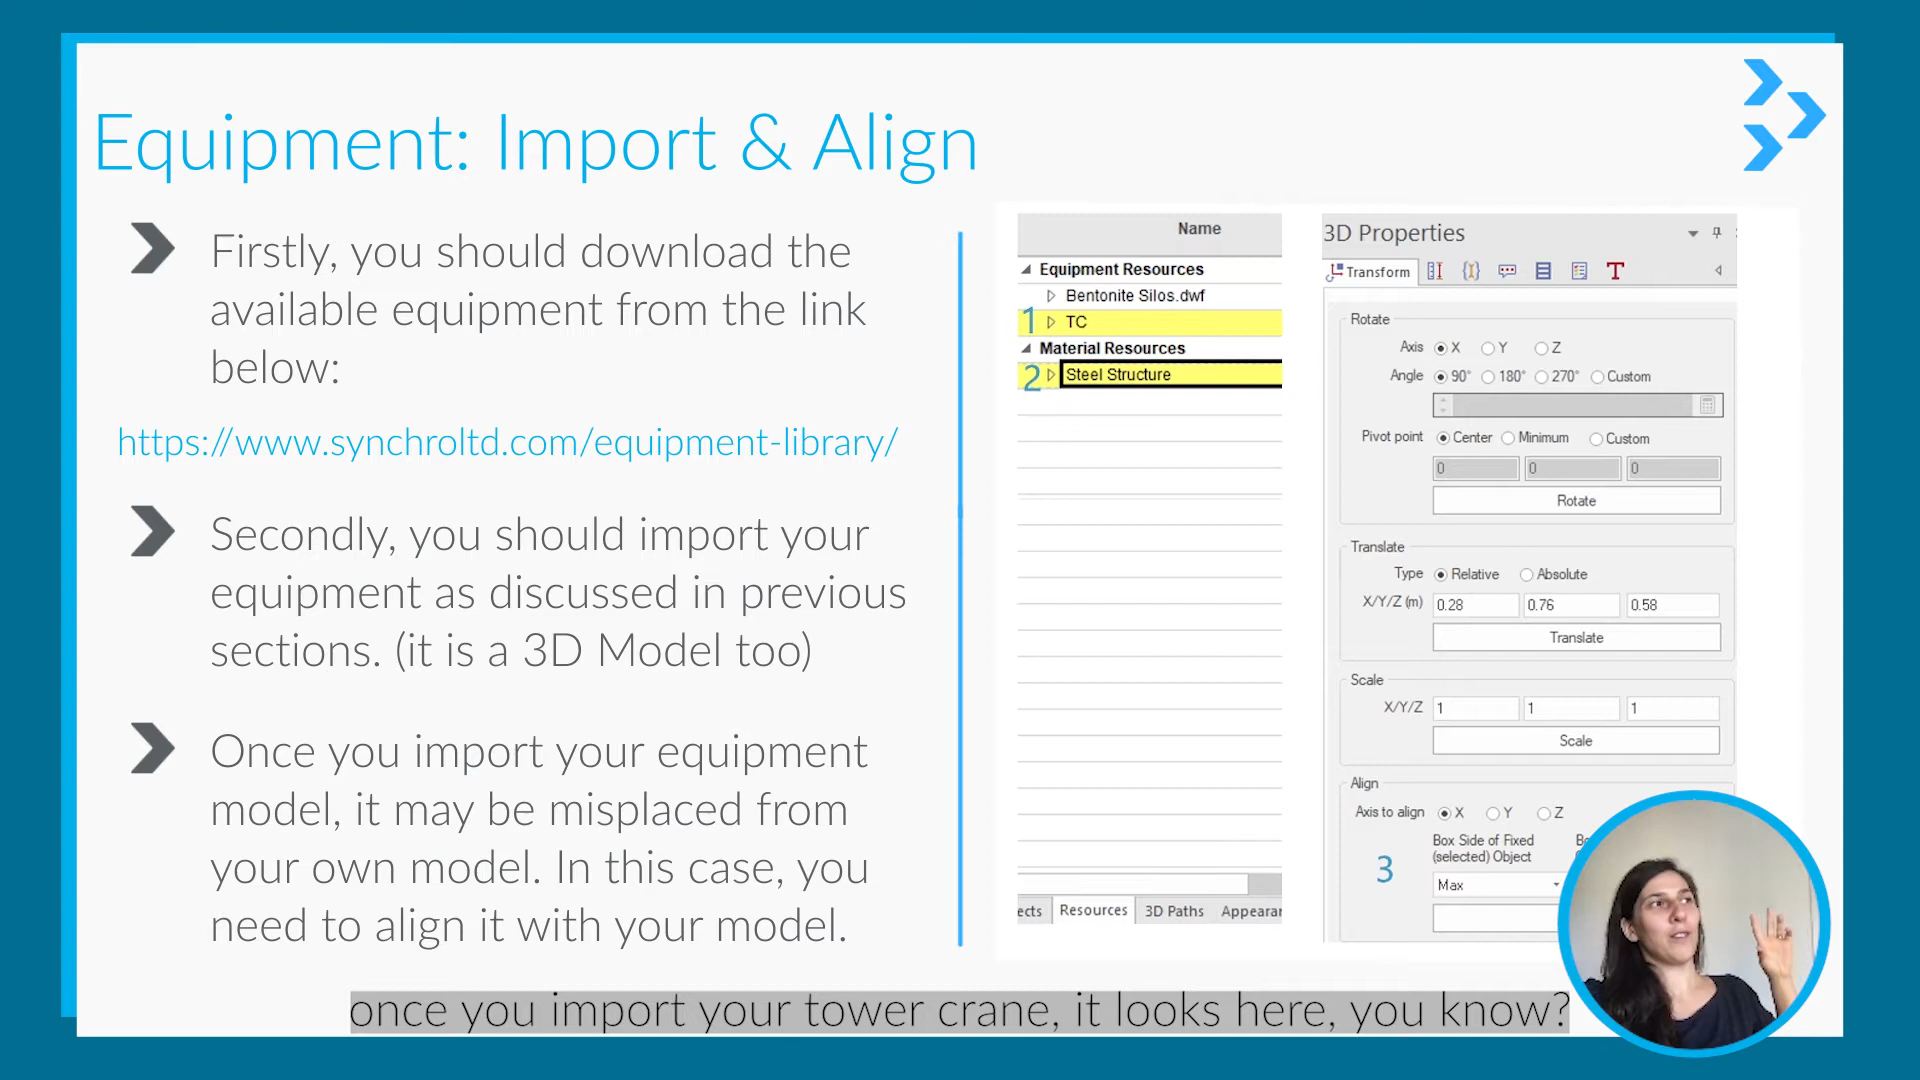 Equipment: Import & Align
Firstly, you should download the
available equipment from the link
below:
https://www.synchroltd.com/equipment-library/
Secondly, you should import your
equipment as discussed in previous
sections. (it is a 3D Model too)
Once you import your equipment
model, it may be misplaced from
your own model. In this case, you
need to align it with your model.
Name
Equipment Resources
Bentonite Silos.dwf
1 TC
Material Resources
2 Steel Structure
ects Resources 3D Paths Appearar
3D Properties
Transform
Rotate
Axis X Y Z
Angle 90° 180° 270° Custom
Pivot point Center Minimum Custom
0 0 0
Rotate
Translate
Type Relative Absolute
X/Y/Z (m) 0.28 0.76 0.58
Translate
Scale
X/Y/Z 1 1 1
Scale
Align
Axis to align X Y Z
Box Side of Fixed
(selected) Object
3
Max
once you import your tower crane, it looks here, you know?